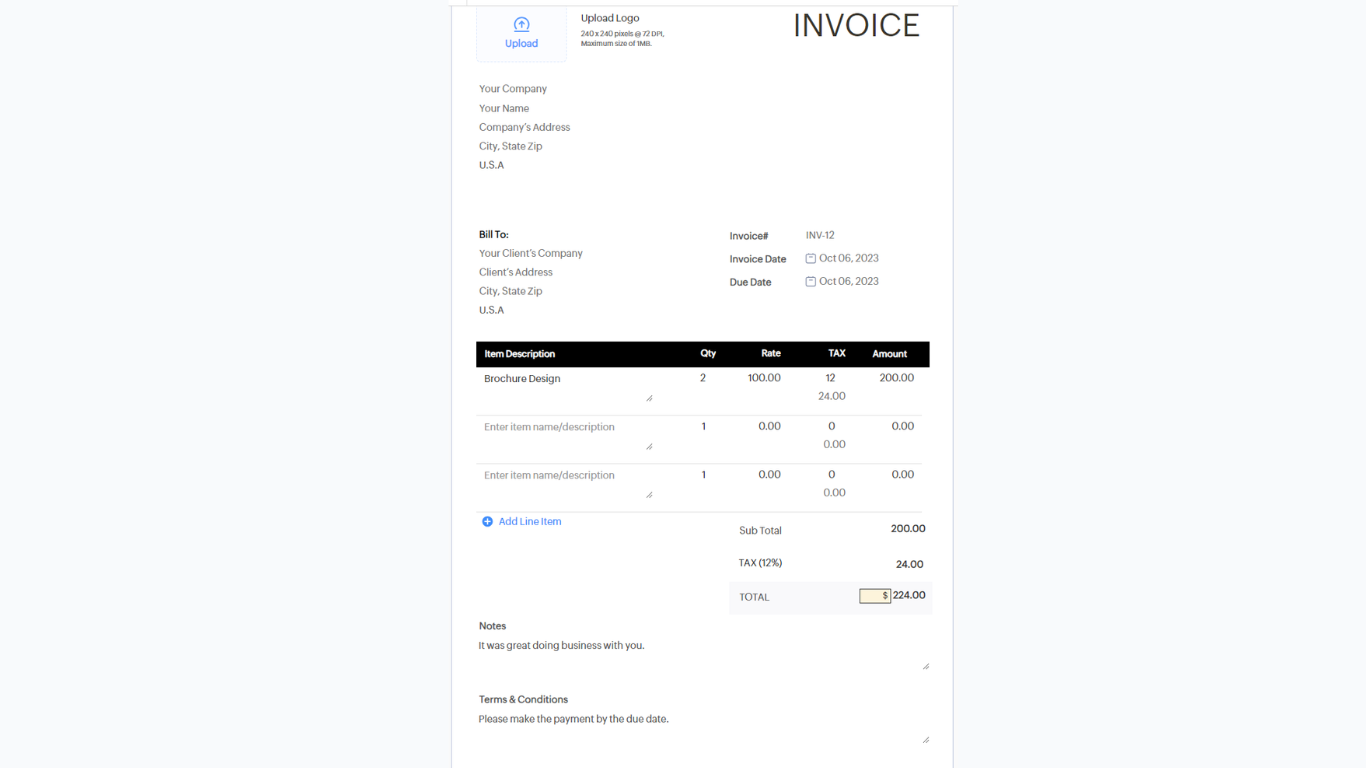 Upload Logo
240 x 240 pixels @ 72 DPI,
Maximum size of 1MB.
Upload
INVOICE
Your Company
Your Name
Company's Address
City, State Zip
U.S.A
Bill To:
Your Client's Company
Client's Address
City, State Zip
U.S.A
Invoice# INV-12
Invoice Date Oct 06, 2023
Due Date Oct 06, 2023
Item Description Qty Rate TAX Amount
Brochure Design 2 100.00 12 200.00
24.00
Enter item name/description 1 0.00 0 0.00
0.00
Enter item name/description 1 0.00 0 0.00
0.00
Add Line Item
Sub Total 200.00
TAX (12%) 24.00
TOTAL $ 224.00
Notes
It was great doing business with you.
Terms & Conditions
Please make the payment by the due date.